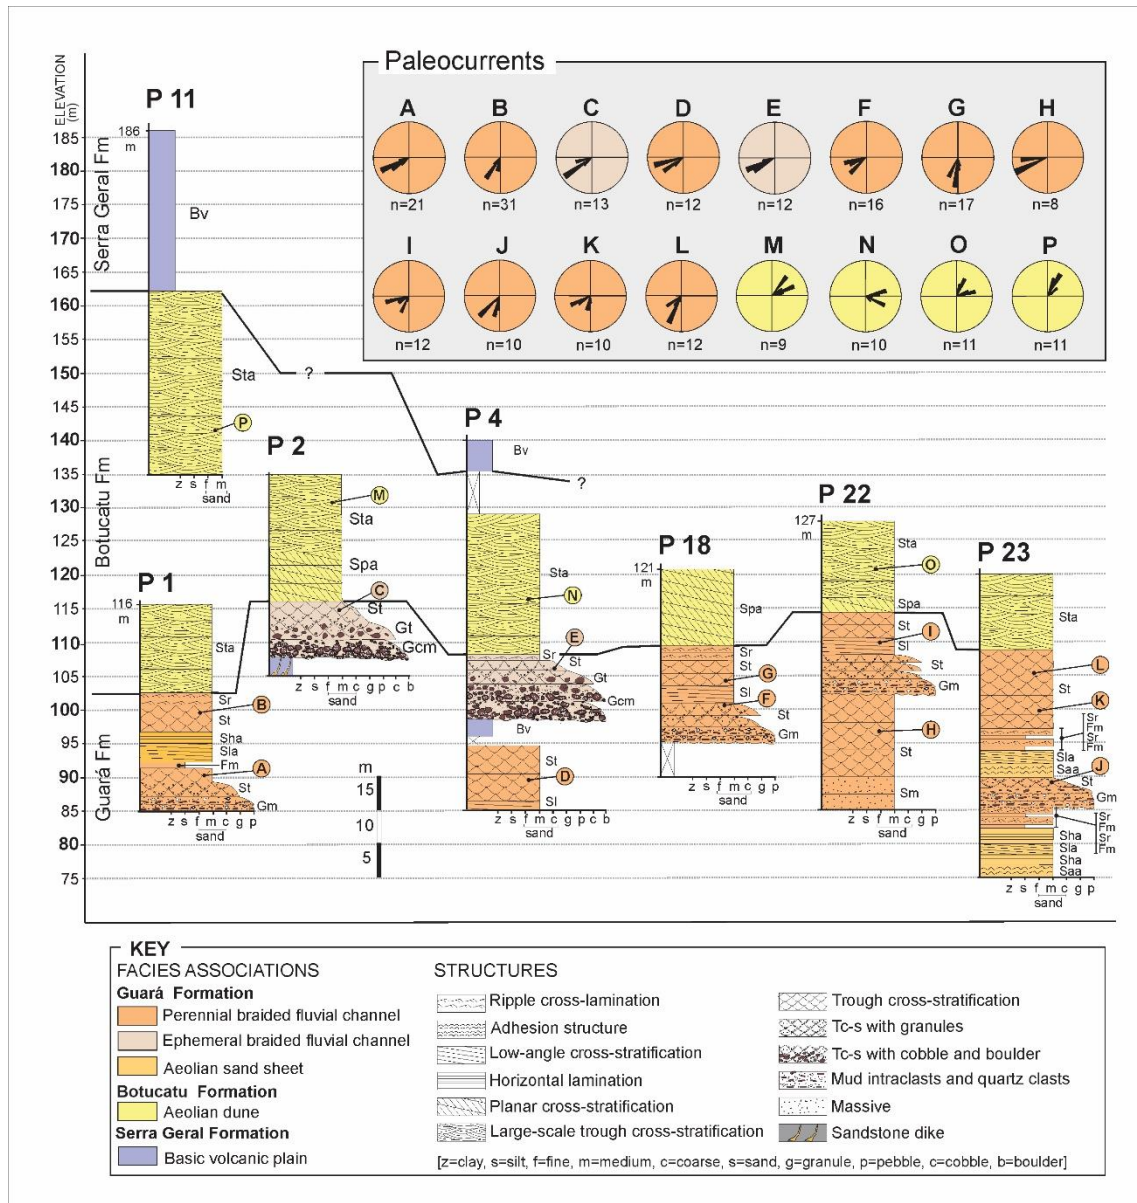 Paleocurrents
A B C D E F G H
n=21 n=31 n=13 n=12 n=12 n=16 n=17 n=8
I J K L M N O P
n=12 n=10 n=10 n=12 n=9 n=10 n=11 n=11
ELEVATION
(m)
185
180
175
170
165
160
155
150
145
140
135
130
125
120
115
110
105
100
95
90
85
80
75
Serra Geral Fm
Botucatu Fm
Guará Fm
P 11
186
m
Bv
Sta
P
z s f m
sand
?
P 2
M
Sta
Spa
C
St
Gt
Gcm
z s f m c g p c b
sand
P 1
116
m
Sta
Sr
B
St
Sha
Sla
Fm
A
St
Gm
z s f m c g p
sand
m
15
10
5
P 4
Bv
?
Sta
N
E
Sr
St
Gt
Gcm
Bv
St
D
Sl
z s f m c g p c b
sand
P 18
121
m
Spa
Sr
St
G
Sl
F
St
Gm
z s f m c g p
sand
P 22
127
m
Sta
O
Spa
St
I
Sl
St
Gm
H
St
Sm
z s f m c g p
sand
P 23
Sta
L
St
K
Sr
Fm
Sr
Fm
Sla
Saa
J
St
Gm
Sr
Fm
Sr
Fm
Sha
Sla
Sha
Saa
z s f m c g p
sand
KEY
FACIES ASSOCIATIONS
Guará Formation
Perennial braided fluvial channel
Ephemeral braided fluvial channel
Aeolian sand sheet
Botucatu Formation
Aeolian dune
Serra Geral Formation
Basic volcanic plain
STRUCTURES
Ripple cross-lamination
Adhesion structure
Low-angle cross-stratification
Horizontal lamination
Planar cross-stratification
Large-scale trough cross-stratification
Trough cross-stratification
Tc-s with granules
Tc-s with cobble and boulder
Mud intraclasts and quartz clasts
Massive
Sandstone dike
[z=clay, s=silt, f=fine, m=medium, c=coarse, s=sand, g=granule, p=pebble, c=cobble, b=boulder]